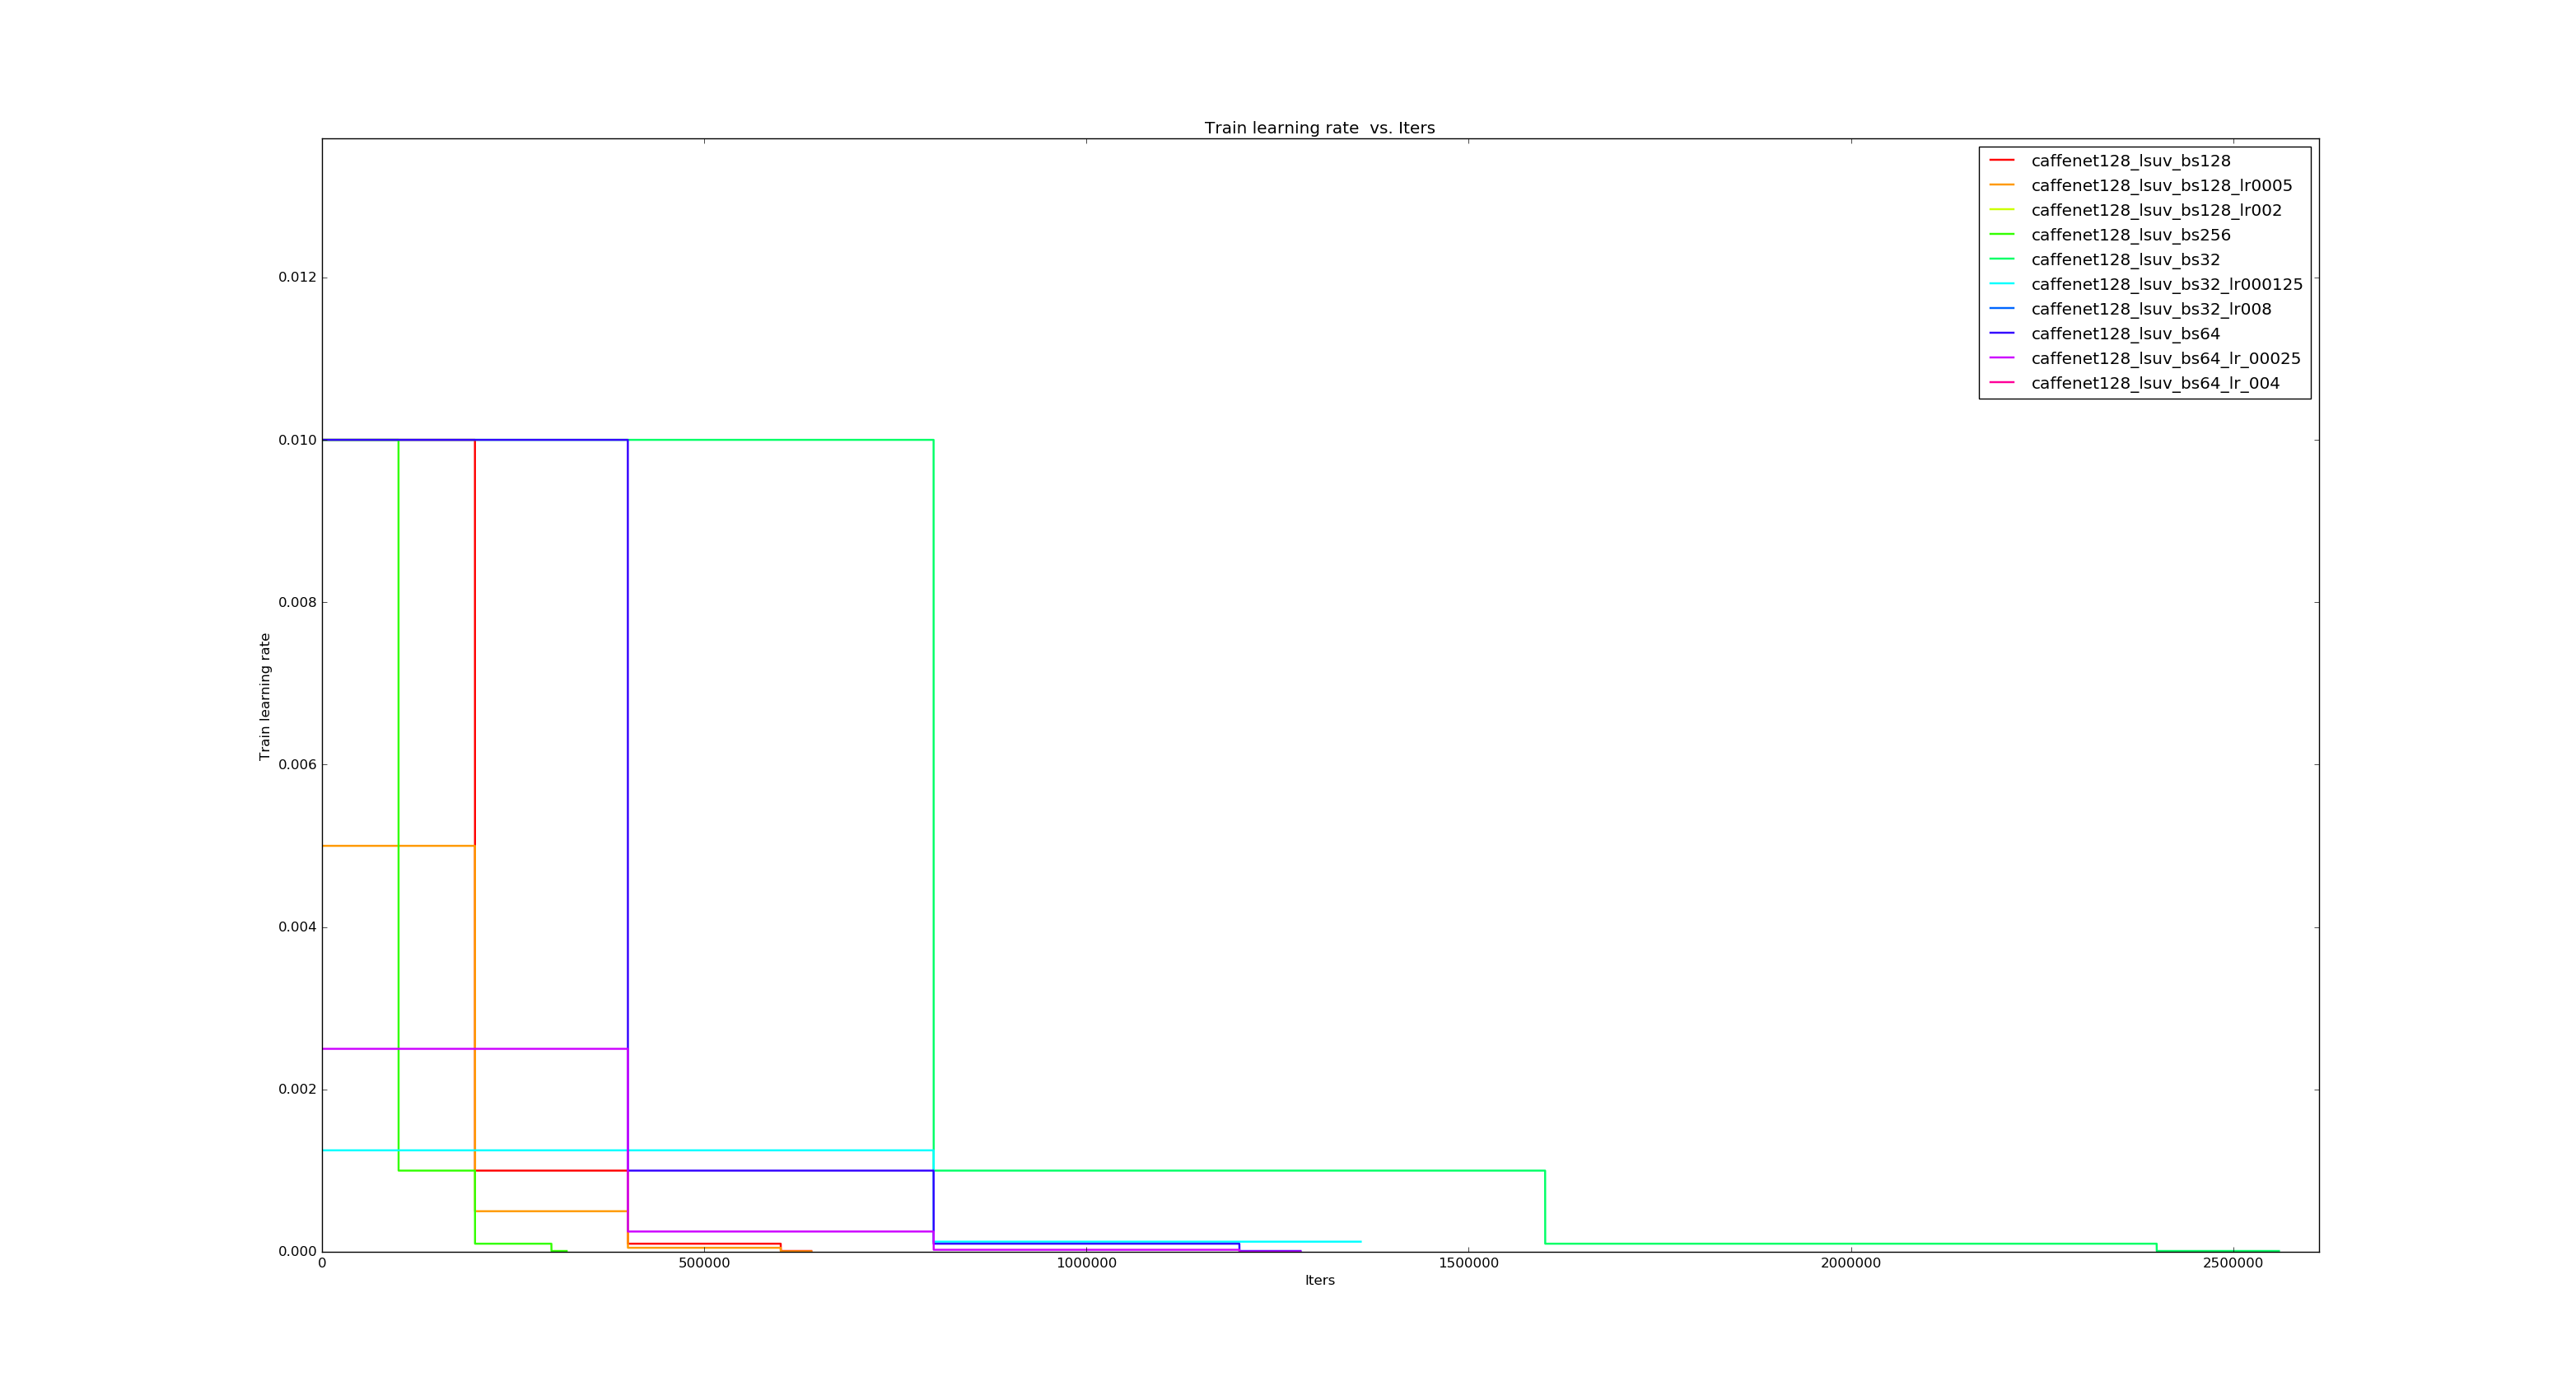 Train learning rate  vs. Iters
caffenet128_lsuv_bs128
caffenet128_lsuv_bs128_lr0005
caffenet128_lsuv_bs128_lr002
caffenet128_lsuv_bs256
caffenet128_lsuv_bs32
caffenet128_lsuv_bs32_lr000125
caffenet128_lsuv_bs32_lr008
caffenet128_lsuv_bs64
caffenet128_lsuv_bs64_lr_00025
caffenet128_lsuv_bs64_lr_004
0.012
0.010
0.008
0.006
0.004
0.002
0.000
Train learning rate
0 500000 1000000 1500000 2000000 2500000
Iters